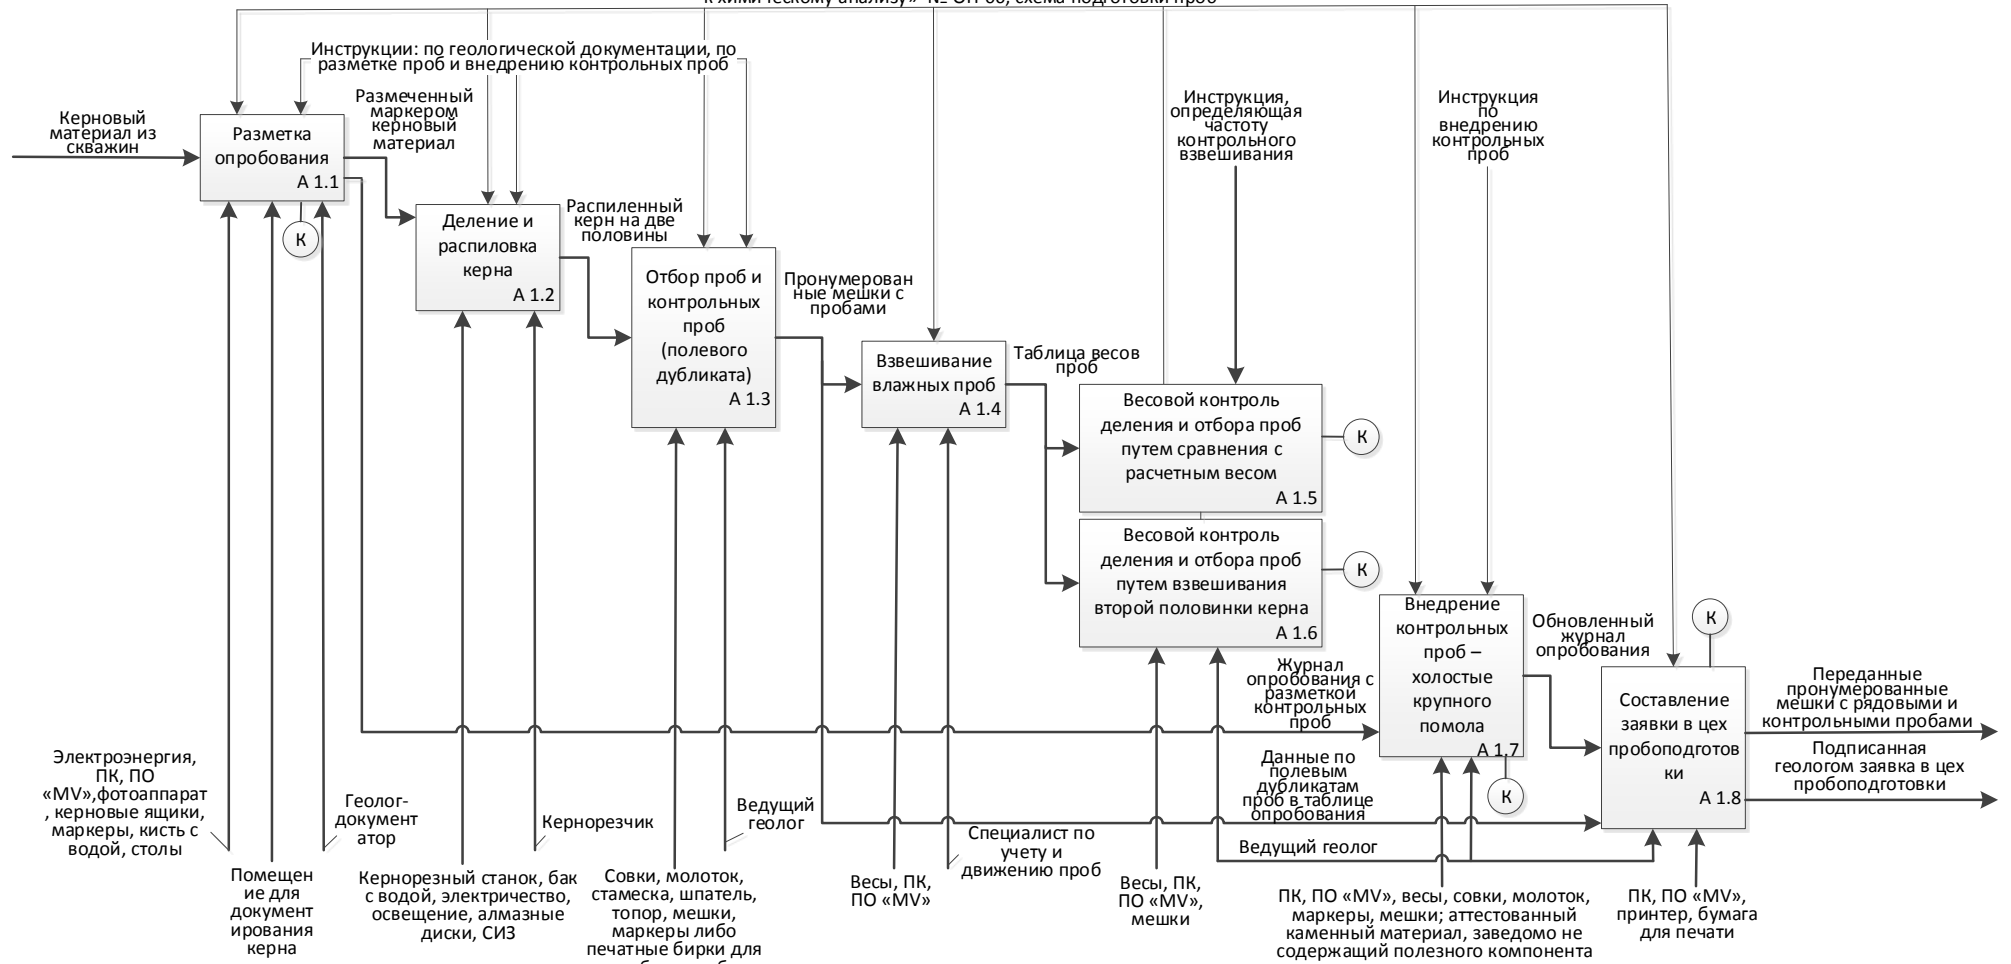 к химическому анализу» № ОП-06, схема подготовки проб
Инструкции: по геологической документации, по
разметке проб и внедрению контрольных проб
Керновый
материал из
скважин
Разметка
опробования
А 1.1
К
Размеченный
маркером
керновый
материал
Деление и
распиловка
керна
А 1.2
Распиленный
керн на две
половины
Отбор проб и
контрольных
проб
(полевого
дубликата)
А 1.3
Пронумерован
ные мешки с
пробами
Взвешивание
влажных проб
А 1.4
Таблица весов
проб
Инструкция,
определяющая
частоту
контрольного
взвешивания
Весовой контроль
деления и отбора проб
путем сравнения с
расчетным весом
А 1.5
К
Весовой контроль
деления и отбора проб
путем взвешивания
второй половинки керна
А 1.6
К
Инструкция
по
внедрению
контрольных
проб
Внедрение
контрольных
проб –
холостые
крупного
помола
А 1.7
К
Обновленный
журнал
опробования
К
Составление
заявки в цех
пробоподготов
ки
А 1.8
Переданные
пронумерованные
мешки с рядовыми и
контрольными пробами
Подписанная
геологом заявка в цех
пробоподготовки
Журнал
опробования с
разметкой
контрольных
проб
Данные по
полевым
дубликатам
проб в таблице
опробования
Ведущий геолог
Электроэнергия,
ПК, ПО
«MV»,фотоаппарат
, керновые ящики,
маркеры, кисть с
водой, столы
Помещен
ие для
документ
ирования
керна
Геолог-
документ
атор
Кернорезный станок, бак
с водой, электричество,
освещение, алмазные
диски, СИЗ
Кернорезчик
Совки, молоток,
стамеска, шпатель,
топор, мешки,
маркеры либо
печатные бирки для
Ведущий
геолог
Весы, ПК,
ПО «MV»
Специалист по
учету и
движению проб
Весы, ПК,
ПО «MV»,
мешки
ПК, ПО «MV», весы, совки, молоток,
маркеры, мешки; аттестованный
каменный материал, заведомо не
содержащий полезного компонента
ПК, ПО «MV»,
принтер, бумага
для печати